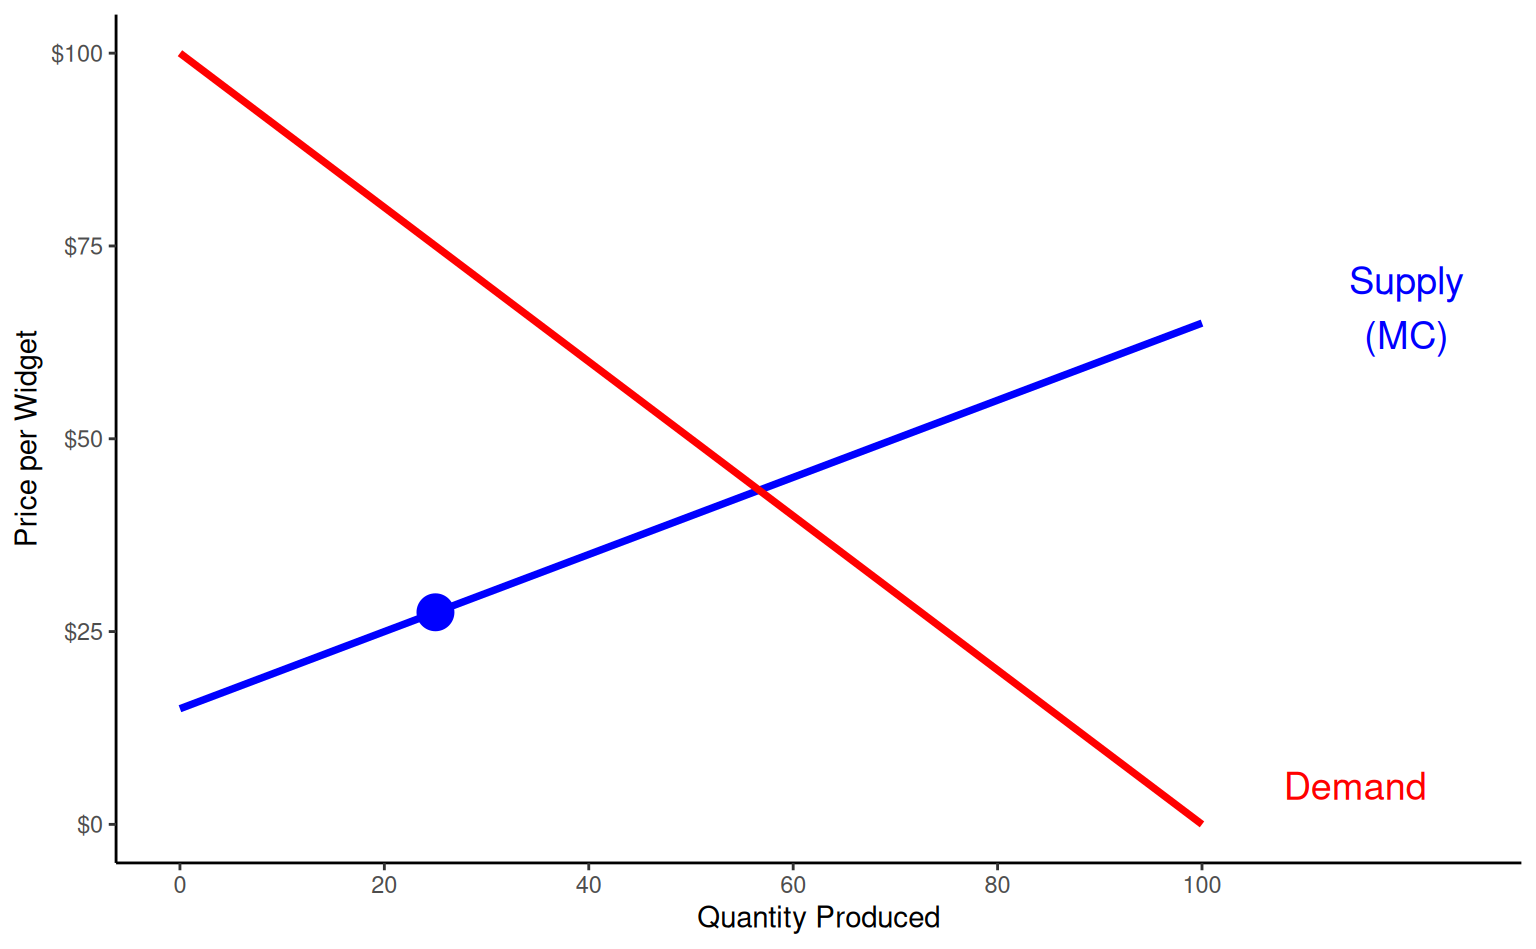 $100
$75
$50
$25
$0
Price per Widget
Supply
(MC)
Demand
0 20 40 60 80 100
Quantity Produced